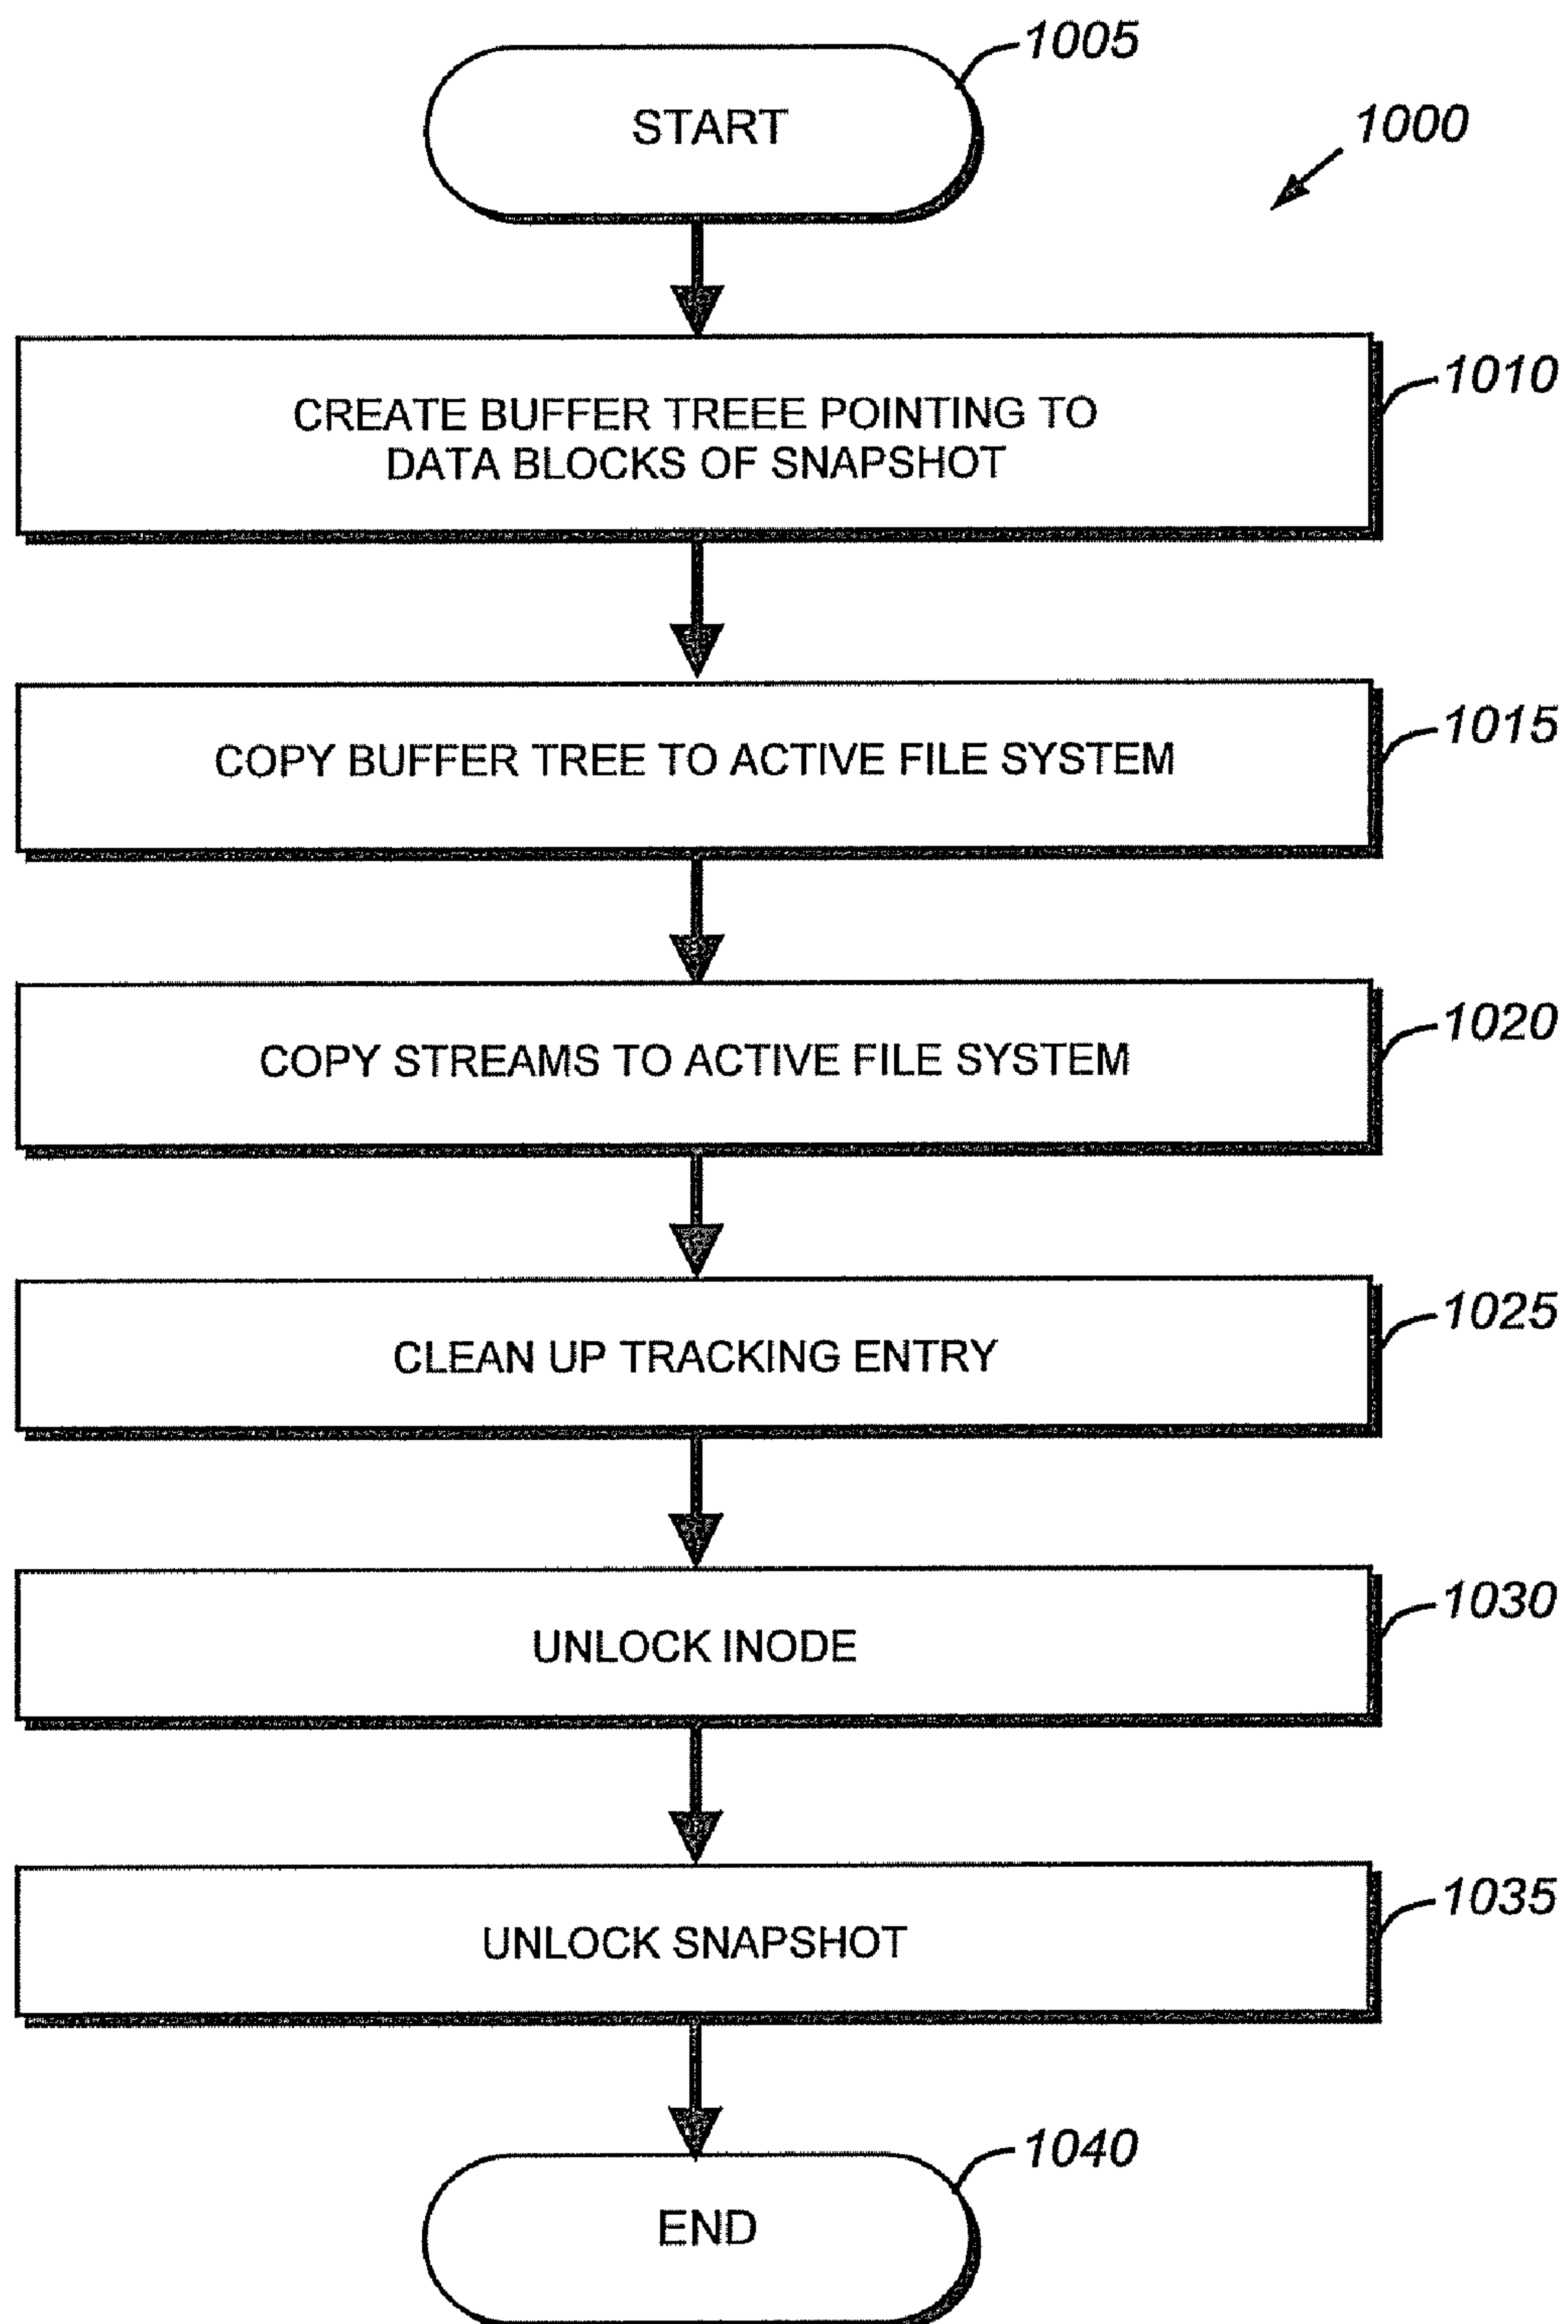 1005
START
1000
CREATE BUFFER TREEE POINTING TO
DATA BLOCKS OF SNAPSHOT
1010
COPY BUFFER TREE TO ACTIVE FILE SYSTEM
1015
COPY STREAMS TO ACTIVE FILE SYSTEM
1020
CLEAN UP TRACKING ENTRY
1025
UNLOCK INODE
1030
UNLOCK SNAPSHOT
1035
END
1040